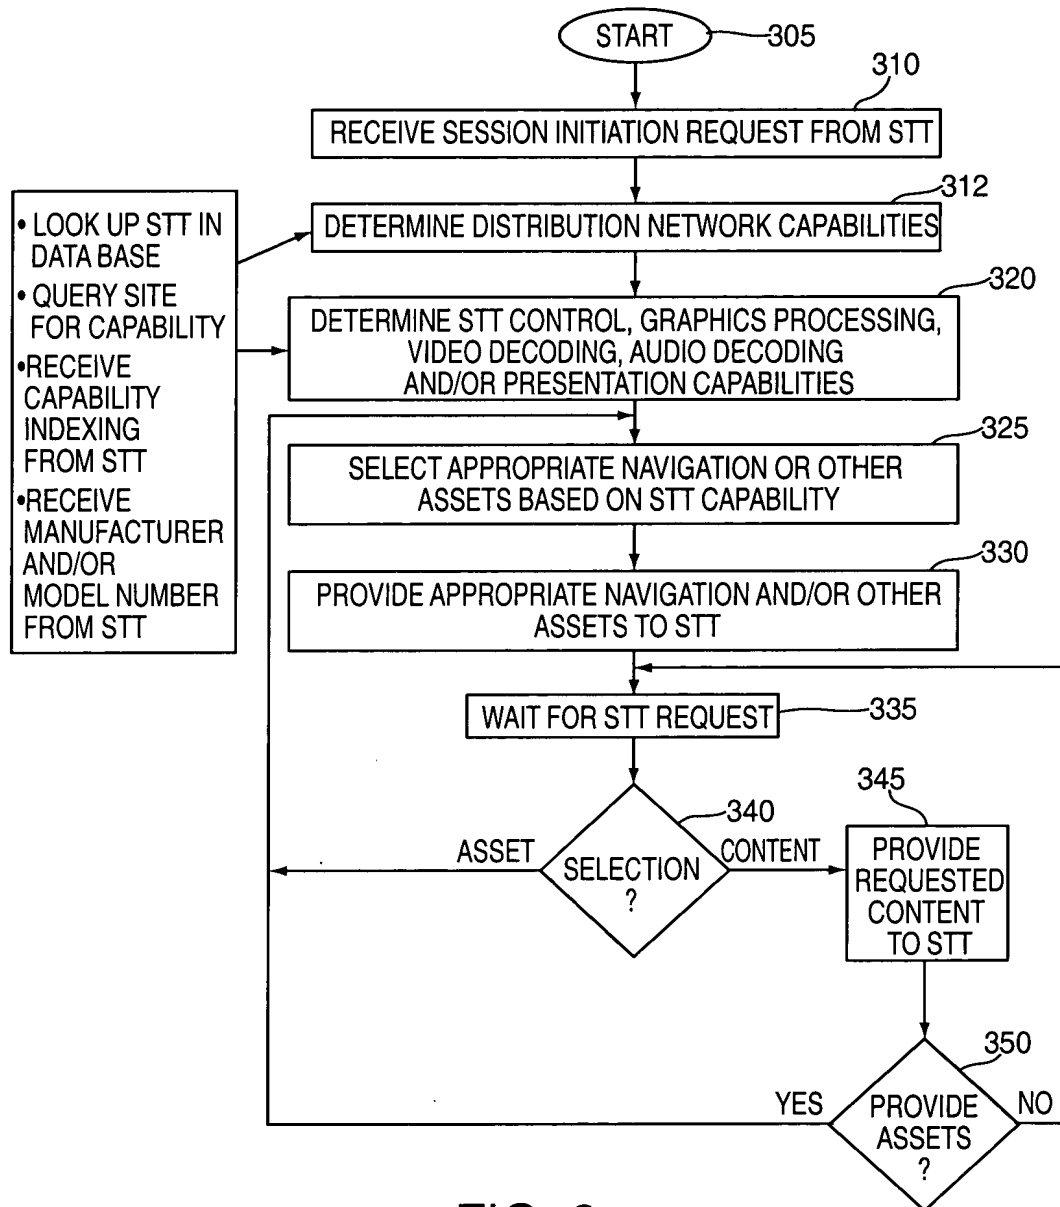 START
305
310
RECEIVE SESSION INITIATION REQUEST FROM STT
312
DETERMINE DISTRIBUTION NETWORK CAPABILITIES
• LOOK UP STT IN
DATA BASE
• QUERY SITE
FOR CAPABILITY
•RECEIVE
CAPABILITY
INDEXING
FROM STT
•RECEIVE
MANUFACTURER
AND/OR
MODEL NUMBER
FROM STT
320
DETERMINE STT CONTROL, GRAPHICS PROCESSING,
VIDEO DECODING, AUDIO DECODING
AND/OR PRESENTATION CAPABILITIES
325
SELECT APPROPRIATE NAVIGATION OR OTHER
ASSETS BASED ON STT CAPABILITY
330
PROVIDE APPROPRIATE NAVIGATION AND/OR OTHER
ASSETS TO STT
WAIT FOR STT REQUEST
335
340
ASSET
SELECTION
?
CONTENT
345
PROVIDE
REQUESTED
CONTENT
TO STT
350
YES
PROVIDE
ASSETS
?
NO